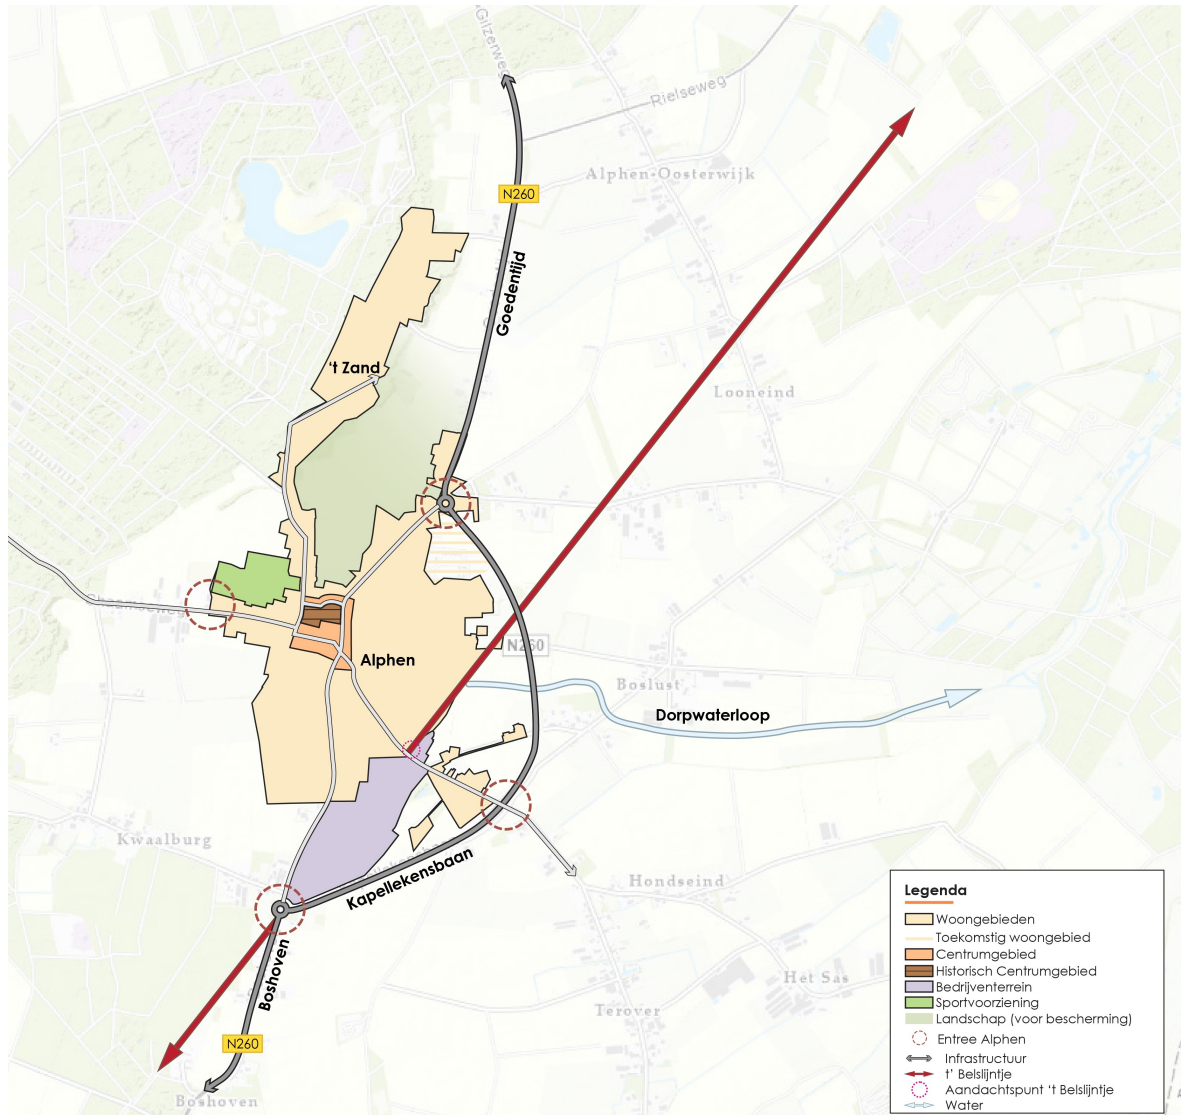 Gilzerweg
Rielseweg
Alphen-Oosterwijk
N260
Goedentijd
't Zand
Looneind
N260
Boslust
Alphen
Dorpwaterloop
Kwaalburg
Kapellekensbaan
Hondseind
Boshoven
Het Sas
Terover
N260
Boshoven
Legenda
Woongebieden
Toekomstig woongebied
Centrumgebied
Historisch Centrumgebied
Bedrijventerrein
Sportvoorziening
Landschap (voor bescherming)
Entree Alphen
Infrastructuur
t' Belslijntje
Aandachtspunt 't Belslijntje
Water